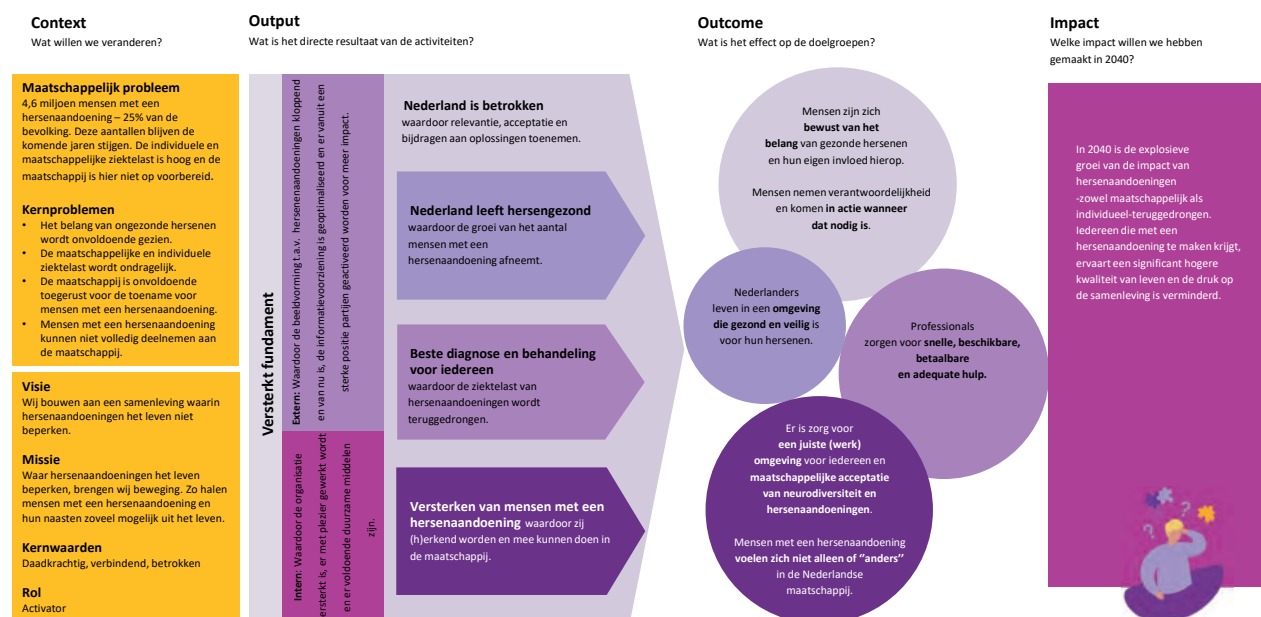 Context
Wat willen we veranderen?
Maatschappelijk probleem
4,6 miljoen mensen met een
hersenaandoening – 25% van de
bevolking. Deze aantallen blijven de
komende jaren stijgen. De individuele en
maatschappelijke ziektelast is hoog en de
maatschappij is hier niet op voorbereid.
Kernproblemen
• Het belang van ongezonde hersenen
wordt onvoldoende gezien.
• De maatschappelijke en individuele
ziektelast wordt ondragelijk.
• De maatschappij is onvoldoende
toegerust voor de toename voor
mensen met een hersenaandoening.
• Mensen met een hersenaandoening
kunnen niet volledig deelnemen aan
de maatschappij.
Visie
Wij bouwen aan een samenleving waarin
hersenaandoeningen het leven niet
beperken.
Missie
Waar hersenaandoeningen het leven
beperken, brengen wij beweging. Zo halen
mensen met een hersenaandoening en
hun naasten zoveel mogelijk uit het leven.
Kernwaarden
Daadkrachtig, verbindend, betrokken
Rol
Activator
Output
Wat is het directe resultaat van de activiteiten?
Versterkt fundament
Extern: Waardoor de beeldvorming t.a.v. hersenenaandoeningen kloppend
en van nu is, de informatievoorziening is geoptimaliseerd en er vanuit een
sterke positie partijen geactiveerd worden voor meer impact.
Intern: Waardoor de organisatie
ersterkt is, er met plezier gewerkt wordt
en er voldoende duurzame middelen
zijn.
Nederland is betrokken
waardoor relevantie, acceptatie en
bijdragen aan oplossingen toenemen.
Nederland leeft hersengezond
waardoor de groei van het aantal
mensen met een
hersenaandoening afneemt.
Beste diagnose en behandeling
voor iedereen
waardoor de ziektelast van
hersenaandoeningen wordt
teruggedrongen.
Versterken van mensen met een
hersenaandoening waardoor zij
(h)erkend worden en mee kunnen doen in
de maatschappij.
Outcome
Wat is het effect op de doelgroepen?
Mensen zijn zich
bewust van het
belang van gezonde hersenen
en hun eigen invloed hierop.
Mensen nemen verantwoordelijkheid
en komen in actie wanneer
dat nodig is.
Nederlanders
leven in een omgeving
die gezond en veilig is
voor hun hersenen.
Professionals
zorgen voor snelle, beschikbare,
betaalbare
en adequate hulp.
Er is zorg voor
een juiste (werk)
omgeving voor iedereen en
maatschappelijke acceptatie
van neurodiversiteit en
hersenaandoeningen.
Mensen met een hersenaandoening
voelen zich niet alleen of “anders”
in de Nederlandse
maatschappij.
Impact
Welke impact willen we hebben
gemaakt in 2040?
In 2040 is de explosieve
groei van de impact van
hersenaandoeningen
-zowel maatschappelijk als
individueel-teruggedrongen.
Iedereen die met een
hersenaandoening te maken krijgt,
ervaart een significant hogere
kwaliteit van leven en de druk op
de samenleving is verminderd.